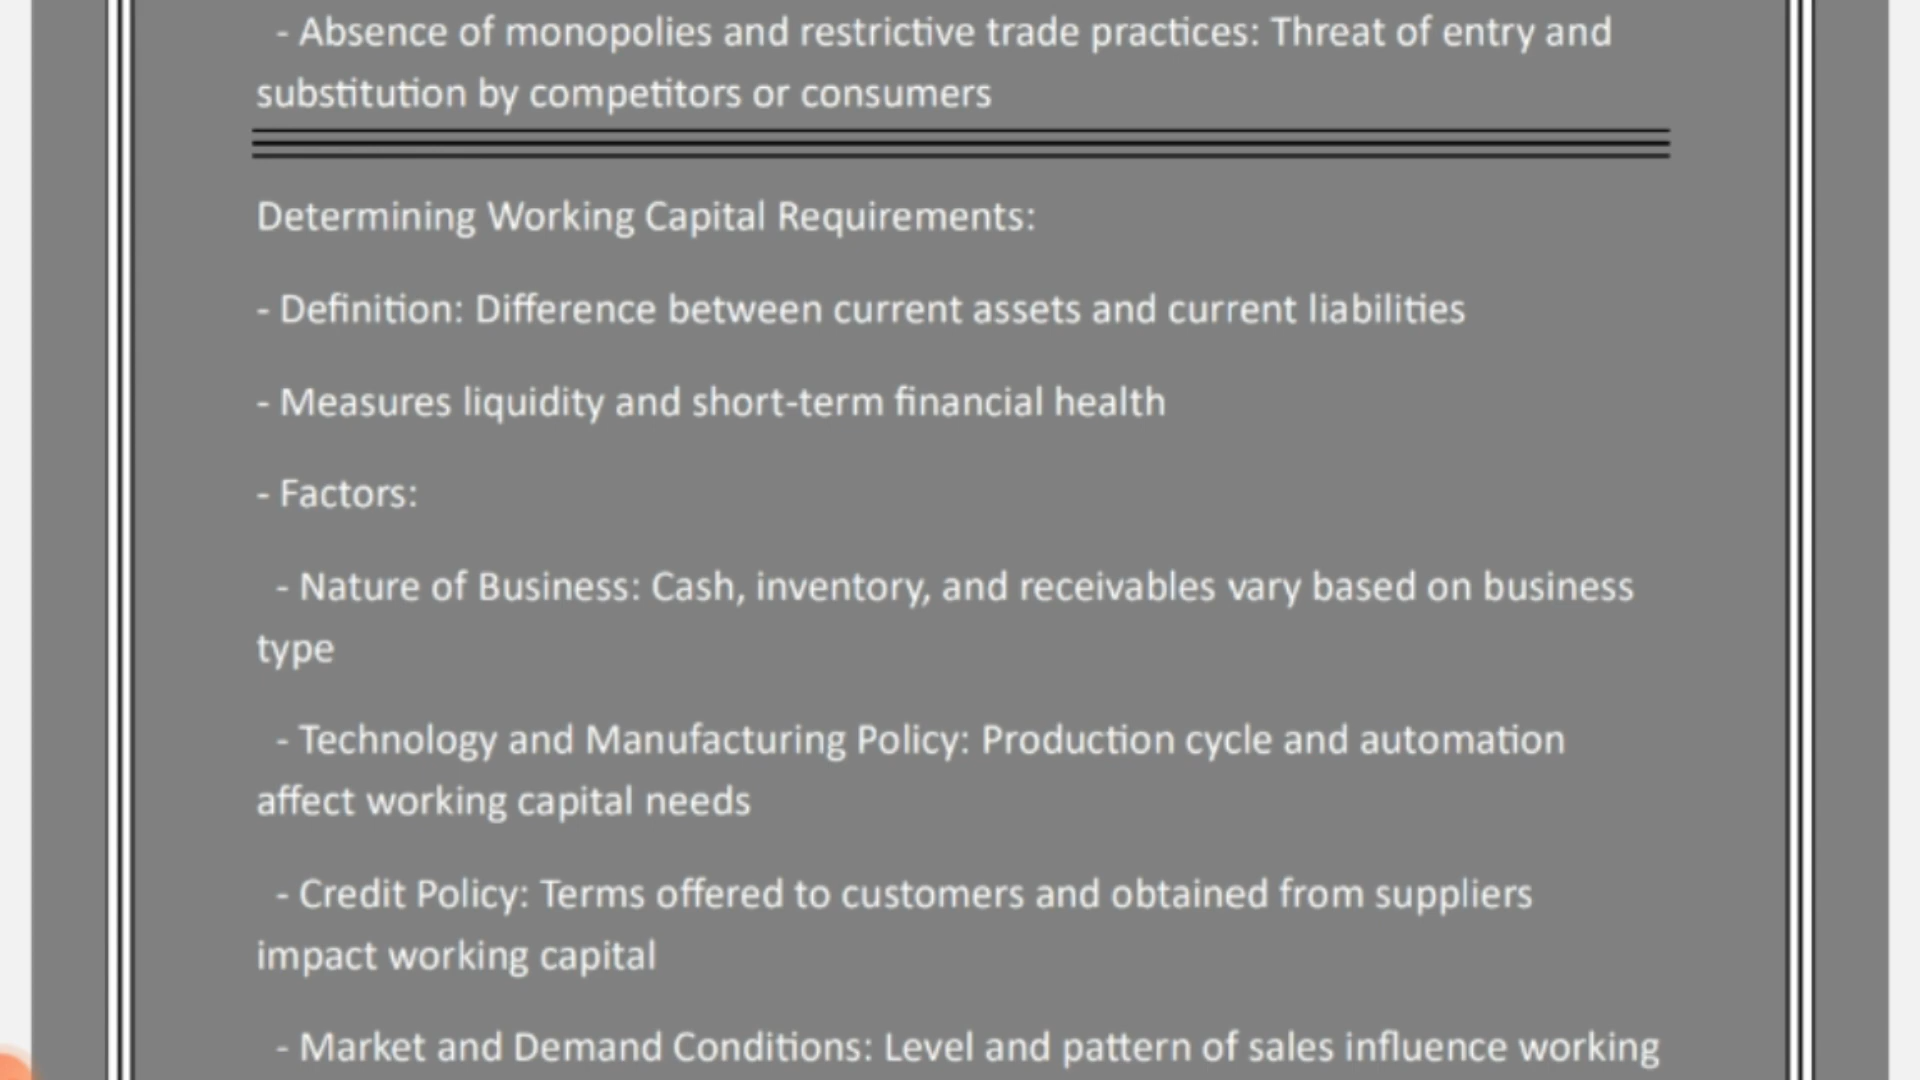 - Absence of monopolies and restrictive trade practices: Threat of entry and
substitution by competitors or consumers
Determining Working Capital Requirements:
- Definition: Difference between current assets and current liabilities
- Measures liquidity and short-term financial health
- Factors:
- Nature of Business: Cash, inventory, and receivables vary based on business
type
- Technology and Manufacturing Policy: Production cycle and automation
affect working capital needs
- Credit Policy: Terms offered to customers and obtained from suppliers
impact working capital
- Market and Demand Conditions: Level and pattern of sales influence working